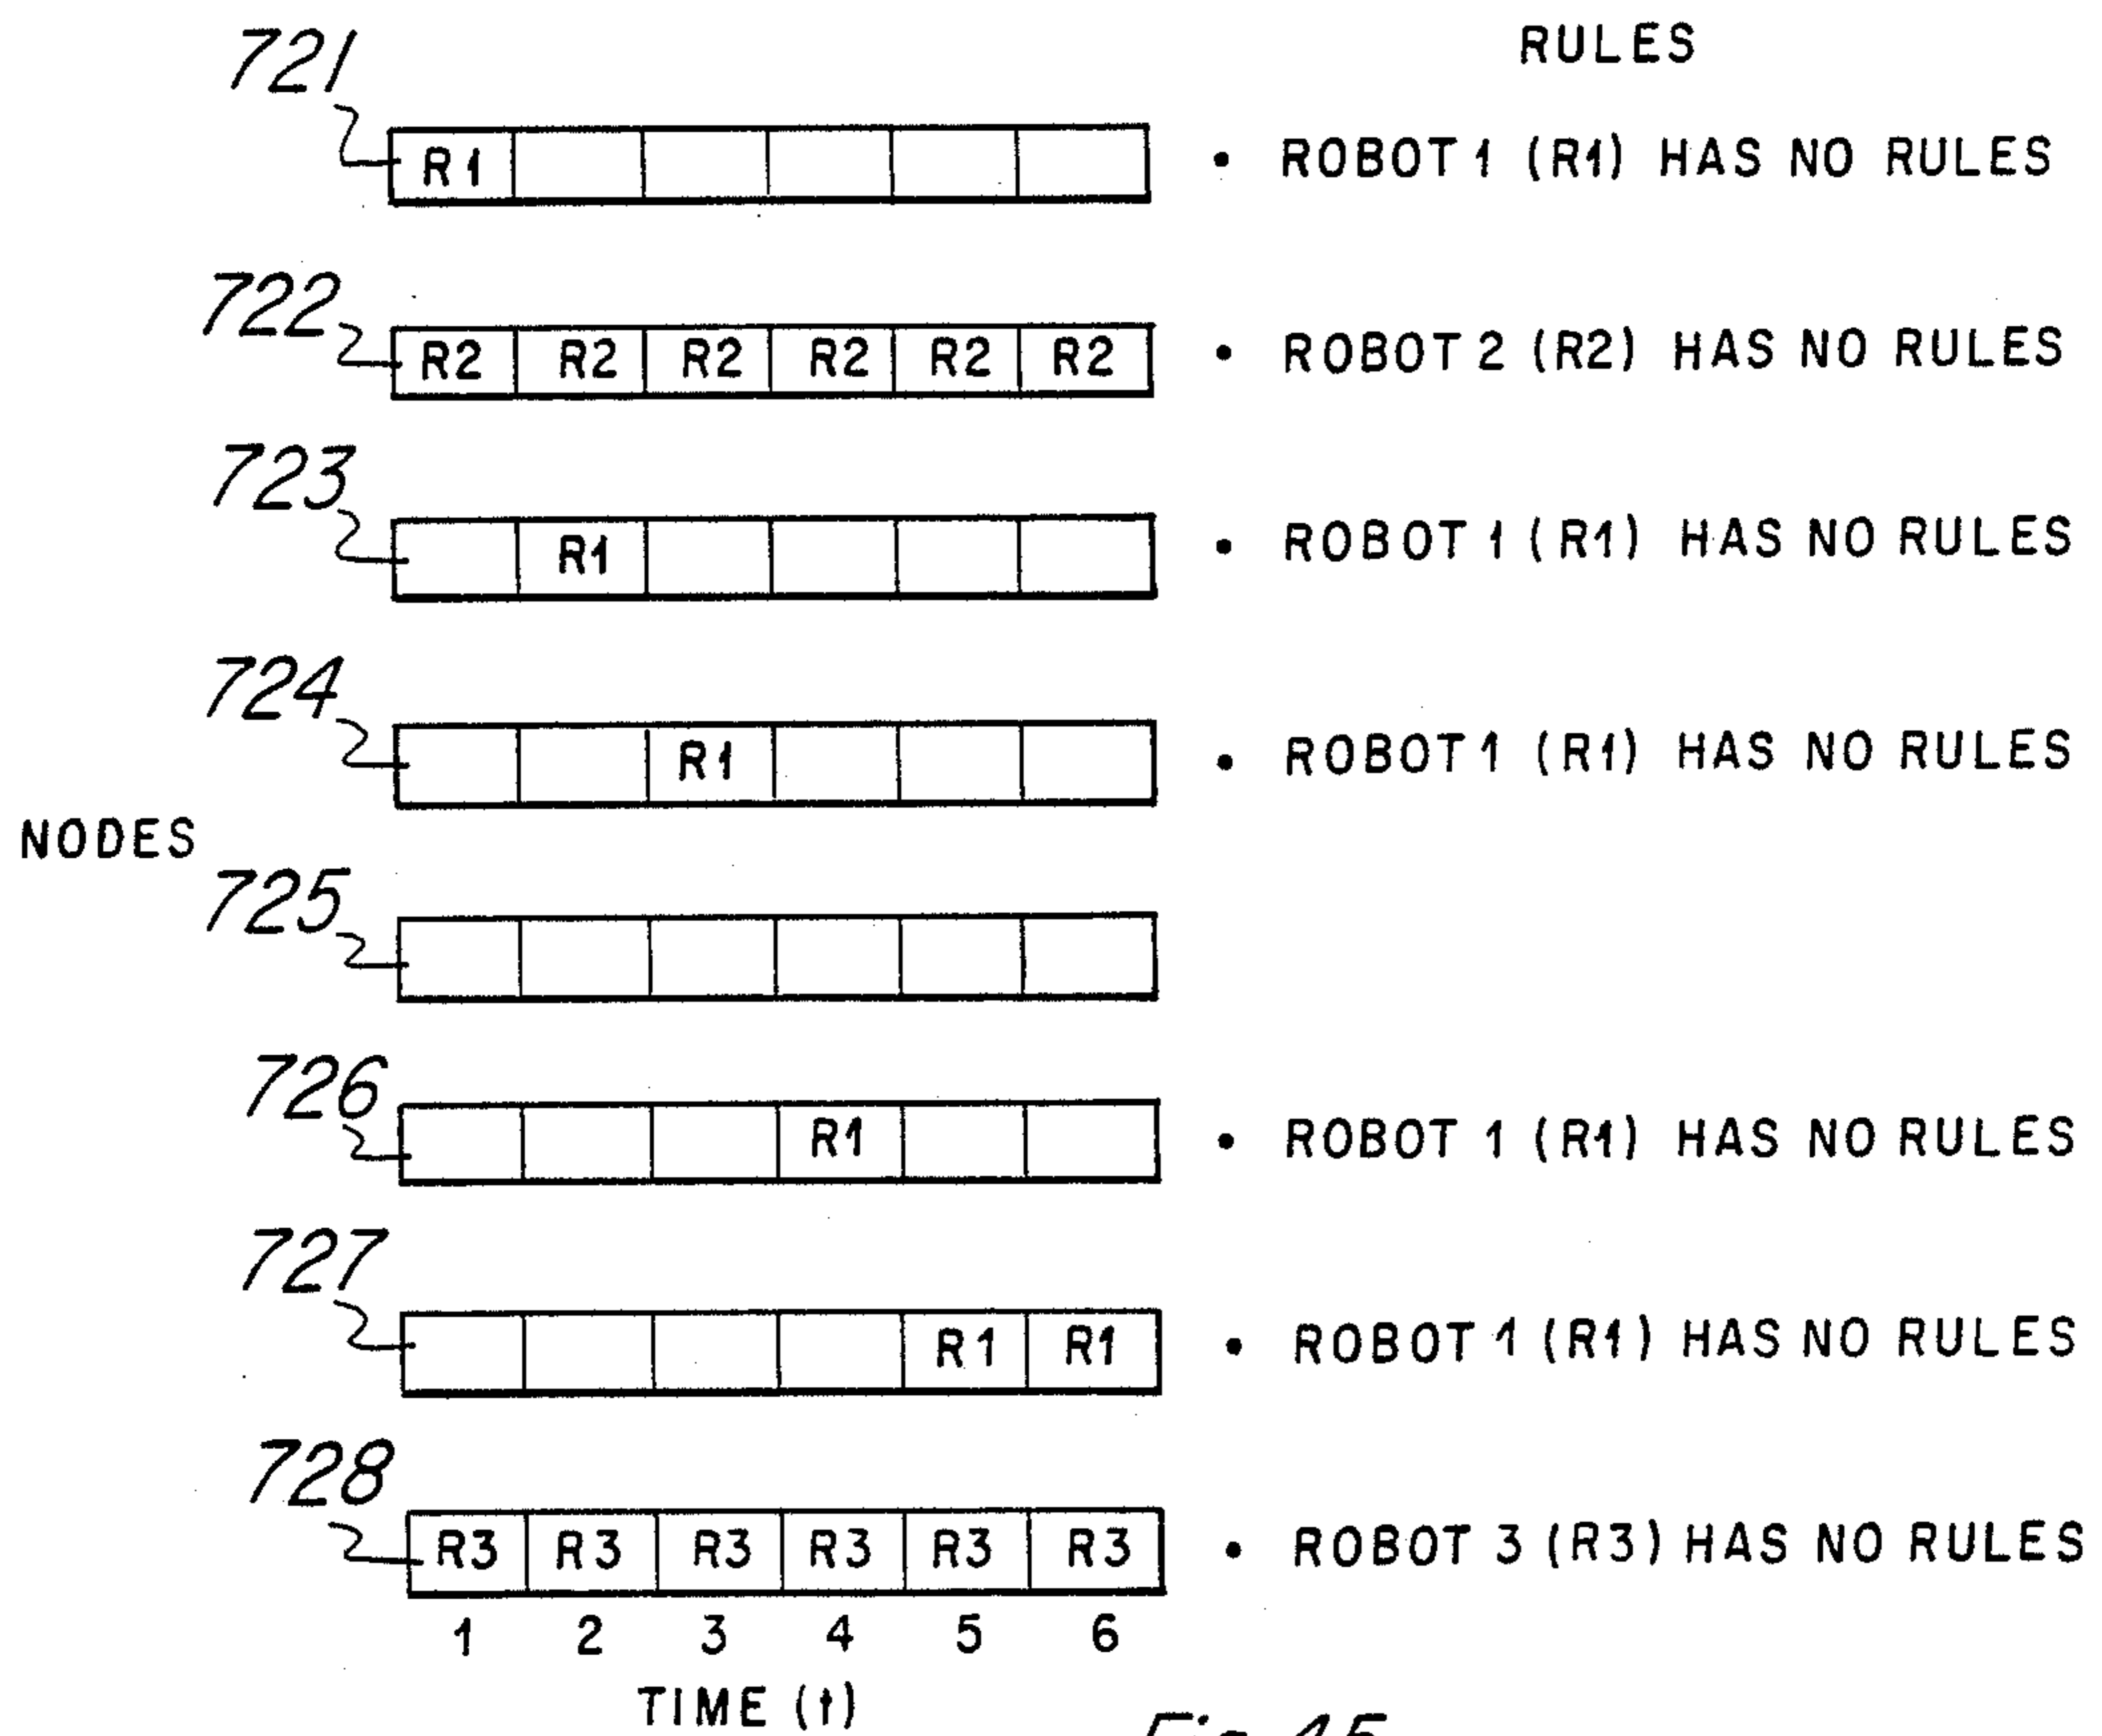 RULES
721
R1
• ROBOT 1 (R1) HAS NO RULES
722
R2 R2 R2 R2 R2 R2
• ROBOT 2 (R2) HAS NO RULES
723
R1
• ROBOT 1 (R1) HAS NO RULES
724
R1
• ROBOT 1 (R1) HAS NO RULES
NODES
725
726
R1
• ROBOT 1 (R1) HAS NO RULES
727
R1 R1
• ROBOT 1 (R1) HAS NO RULES
728
R3 R3 R3 R3 R3 R3
• ROBOT 3 (R3) HAS NO RULES
1 2 3 4 5 6
TIME (t)